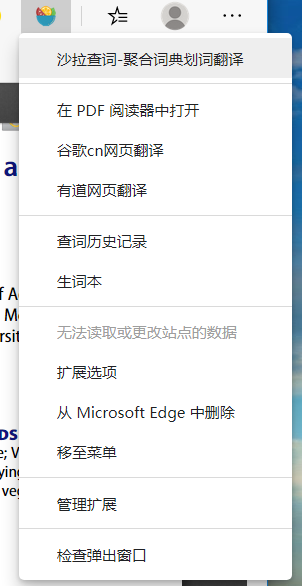 沙拉查词-聚合词典划词翻译
在 PDF 阅读器中打开
谷歌cn网页翻译
有道网页翻译
查词历史记录
生词本
无法读取或更改站点的数据
扩展选项
从 Microsoft Edge 中删除
移至菜单
管理扩展
检查弹出窗口